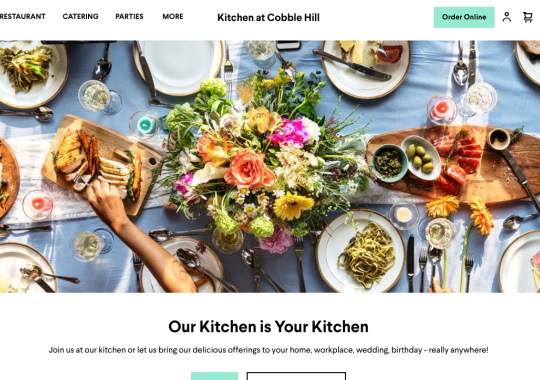 RESTAURANT CATERING PARTIES MORE Kitchen at Cobble Hill Order Online
Our Kitchen is Your Kitchen
Join us at our kitchen or let us bring our delicious offerings to your home, workplace, wedding, birthday - really anywhere!